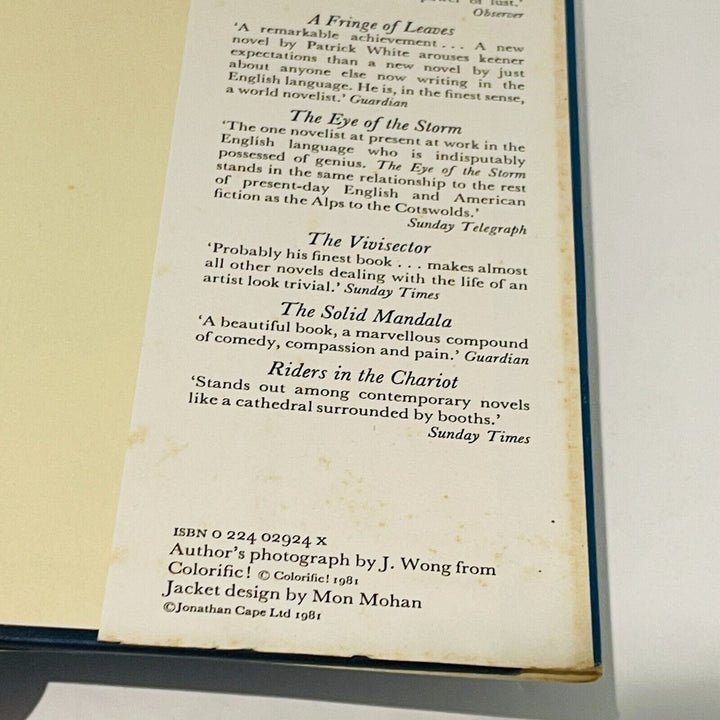 of lust.'
Observer
A Fringe of Leaves
'A remarkable achievement . . . A new
novel by Patrick White arouses keener
expectations than a new novel by just
about anyone else now writing in the
English language. He is, in the finest sense,
a world novelist.' Guardian
The Eye of the Storm
'The one novelist at present at work in the
English language who is indisputably
possessed of genius. The Eye of the Storm
stands in the same relationship to the rest
of present-day English and American
fiction as the Alps to the Cotswolds.'
Sunday Telegraph
The Vivisector
'Probably his finest book . . . makes almost
all other novels dealing with the life of an
artist look trivial.' Sunday Times
The Solid Mandala
'A beautiful book, a marvellous compound
of comedy, compassion and pain.' Guardian
Riders in the Chariot
'Stands out among contemporary novels
like a cathedral surrounded by booths.'
Sunday Times
ISBN 0 224 02924 X
Author's photograph by J. Wong from
Colorific! © Colorific! 1981
Jacket design by Mon Mohan
©Jonathan Cape Ltd 1981